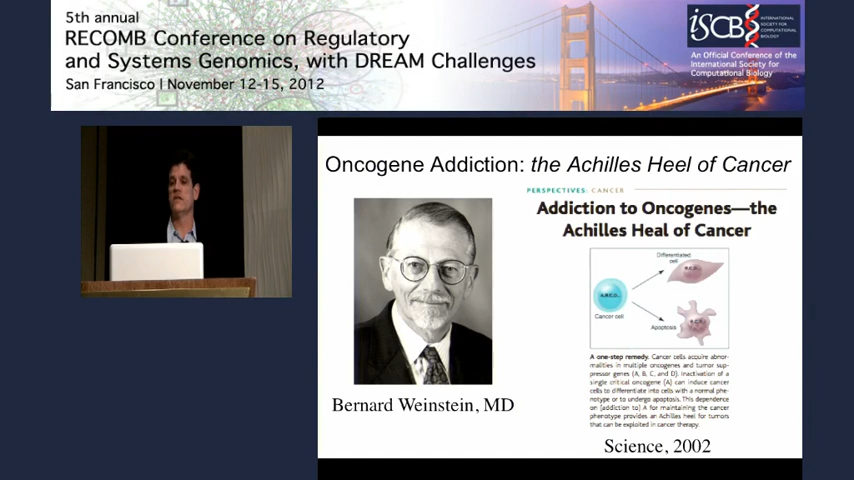 5th annual
RECOMB Conference on Regulatory
and Systems Genomics, with DREAM Challenges
San Francisco | November 12-15, 2012
iSCB
INTERNATIONAL
SOCIETY FOR
COMPUTATIONAL
BIOLOGY
An Official Conference of the
International Society for
Computational Biology
Oncogene Addiction: the Achilles Heel of Cancer
PERSPECTIVES: CANCER
Addiction to Oncogenes—the
Achilles Heal of Cancer
Differentiated
cell
Cancer cell
Apoptosis
A one-step remedy. Cancer cells acquire abnor-
malities in multiple oncogenes and tumor sup-
pressor genes (A, B, C, and D). Inactivation of a
single critical oncogene (A) can induce cancer
cells to differentiate into cells with a normal phe-
notype or to undergo apoptosis. This dependence
on (addiction to) A for maintaining the cancer
phenotype provides an Achilles heel for tumors
that can be exploited in cancer therapy.
Bernard Weinstein, MD
Science, 2002